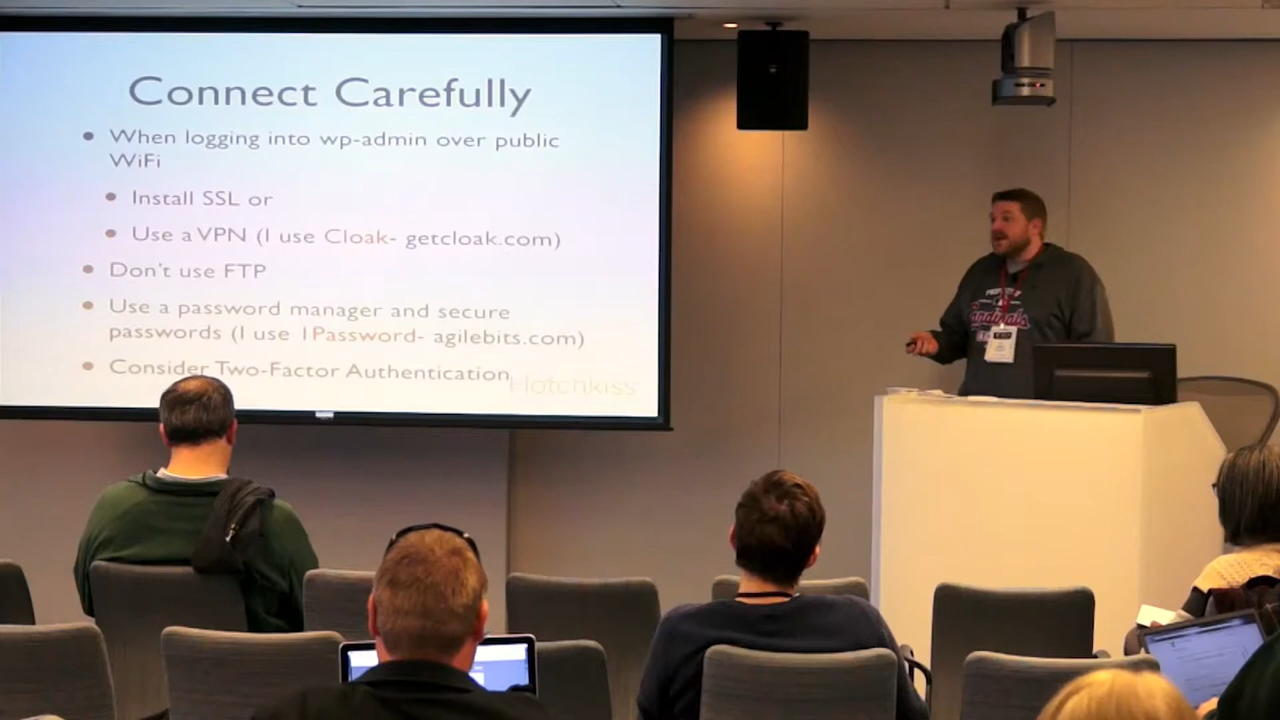 Connect Carefully
• When logging into wp-admin over public
WiFi
• Install SSL or
• Use a VPN (I use Cloak- getcloak.com)
• Don't use FTP
• Use a password manager and secure
passwords (I use 1Password- agilebits.com)
• Consider Two-Factor Authentication
Hotchkiss
Cardinals